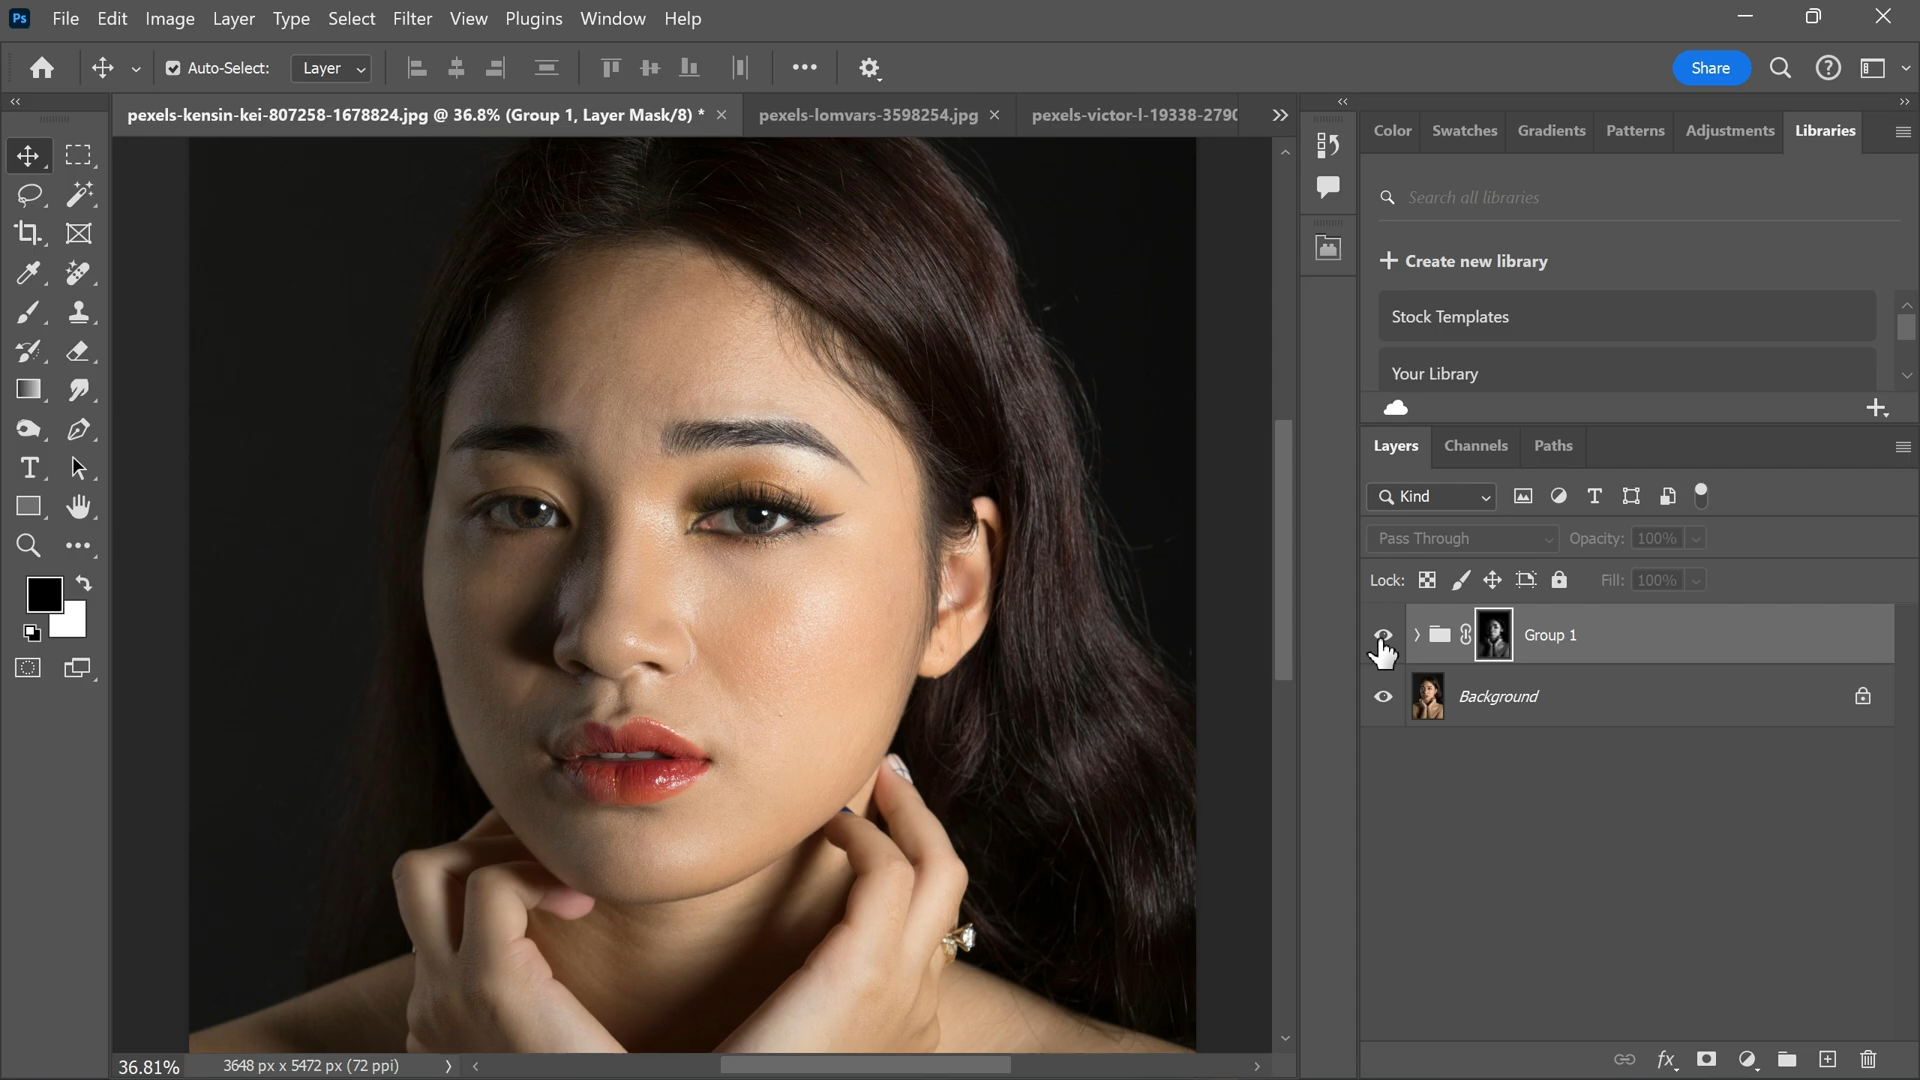 Ps File Edit Image Layer Type Select Filter View Plugins Window Help
Auto-Select: Layer Share
pexels-kensin-kei-807258-1678824.jpg @ 36.8% (Group 1, Layer Mask/8) * pexels-lomvars-3598254.jpg pexels-victor-l-19338-2790
Color Swatches Gradients Patterns Adjustments Libraries
Search all libraries
Create new library
Stock Templates
Your Library
Layers Channels Paths
Kind
Pass Through Opacity: 100%
Lock: Fill: 100%
Group 1
Background
T
fx
36.81% 3648 px x 5472 px (72 ppi)